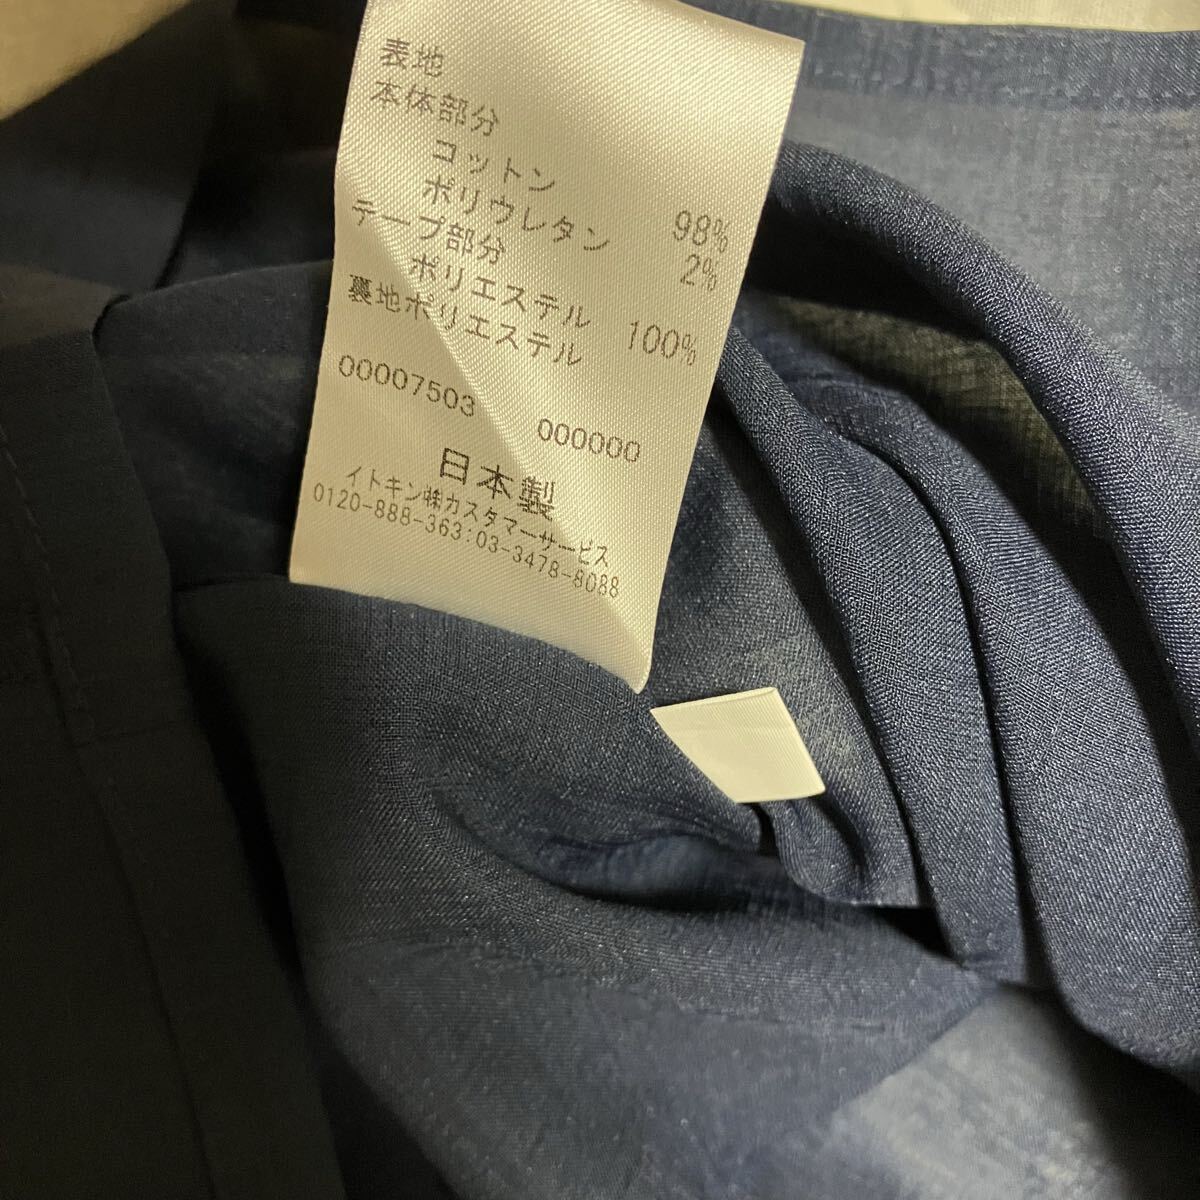 表地
本体部分
コットン 98%
ポリウレタン 2%
テープ部分
ポリエステル 100%
裏地ポリエステル
00007503 000000
日本製
イトキン㈱カスタマーサービス
0120-888-363:03-3478-8088